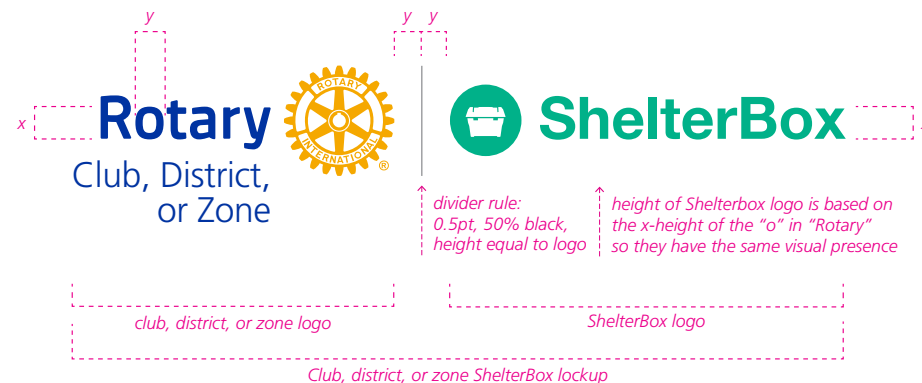 y
y
y
x
Rotary
Club, District,
or Zone
ROTARY
INTERNATIONAL
®
ShelterBox
divider rule:
0.5pt, 50% black,
height equal to logo
height of Shelterbox logo is based on
the x-height of the “o” in “Rotary“
so they have the same visual presence
club, district, or zone logo
ShelterBox logo
Club, district, or zone ShelterBox lockup